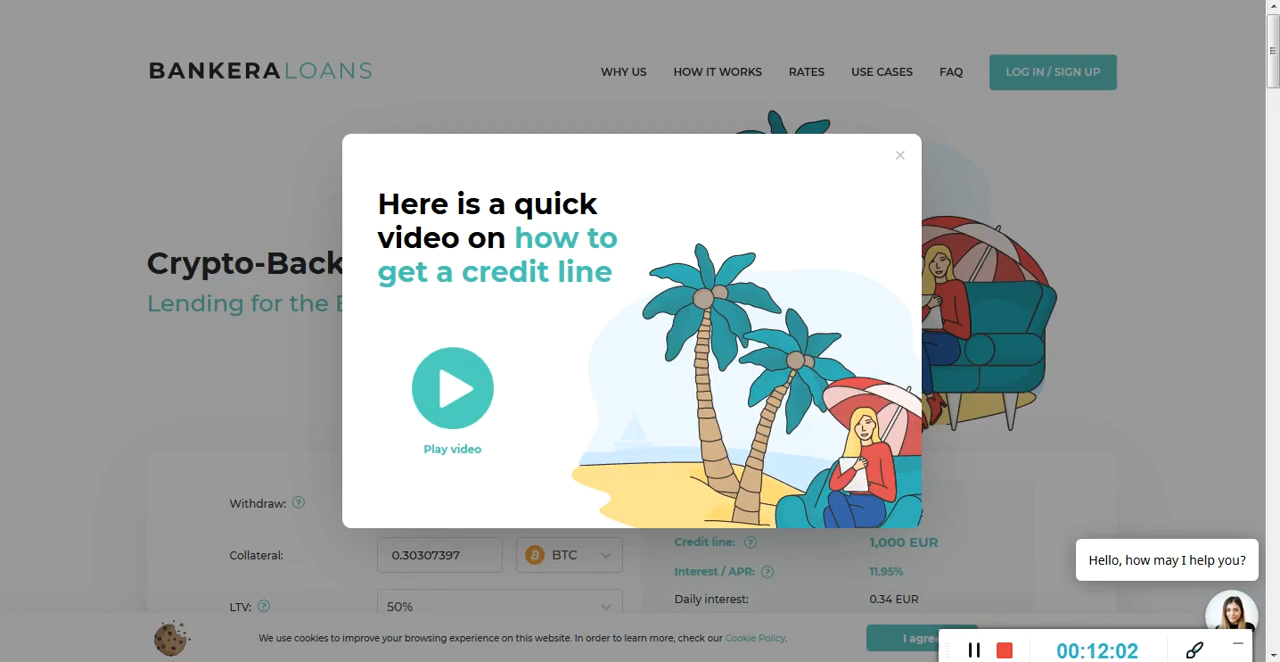 BANKERALOANS
WHY US
HOW IT WORKS
RATES
USE CASES
FAQ
LOG IN / SIGN UP
Here is a quick
video on how to
get a credit line
Play video
Crypto-Back
Lending for the
Withdraw: ?
Collateral:
0.30307397
BTC
LTV: ?
50%
Credit line: ?
1,000 EUR
Interest / APR: ?
11.95%
Daily interest:
0.34 EUR
Hello, how may I help you?
We use cookies to improve your browsing experience on this website. In order to learn more, check our Cookie Policy.
I agree
00:12:02